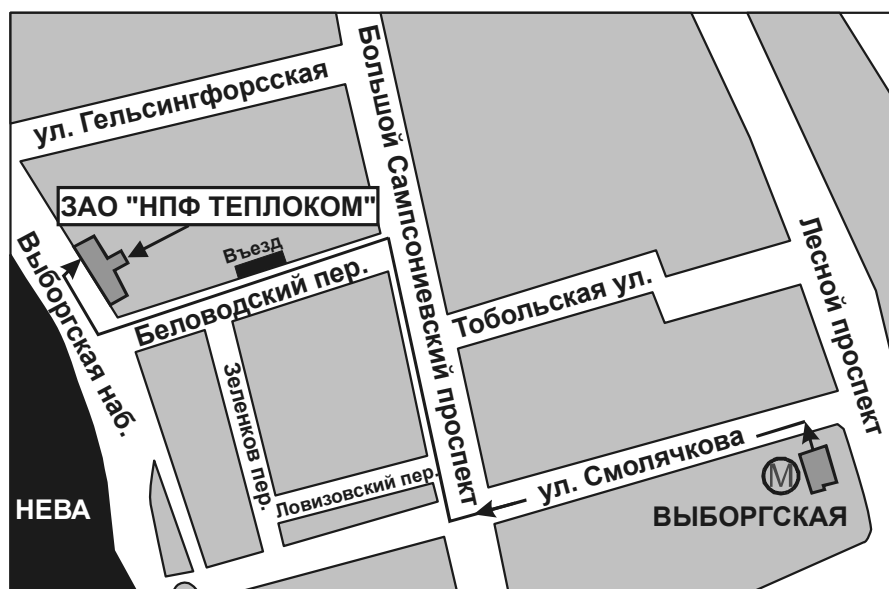 ул. Гельсингфорсская
Большой Сампсониевский проспект
Лесной проспект
ЗАО "НПФ ТЕПЛОКОМ"
Въезд
Беловодский пер.
Выборгская наб.
Тобольская ул.
Зеленков пер.
Ловизовский пер.
ул. Смолячкова
М
ВЫБОРГСКАЯ
НЕВА